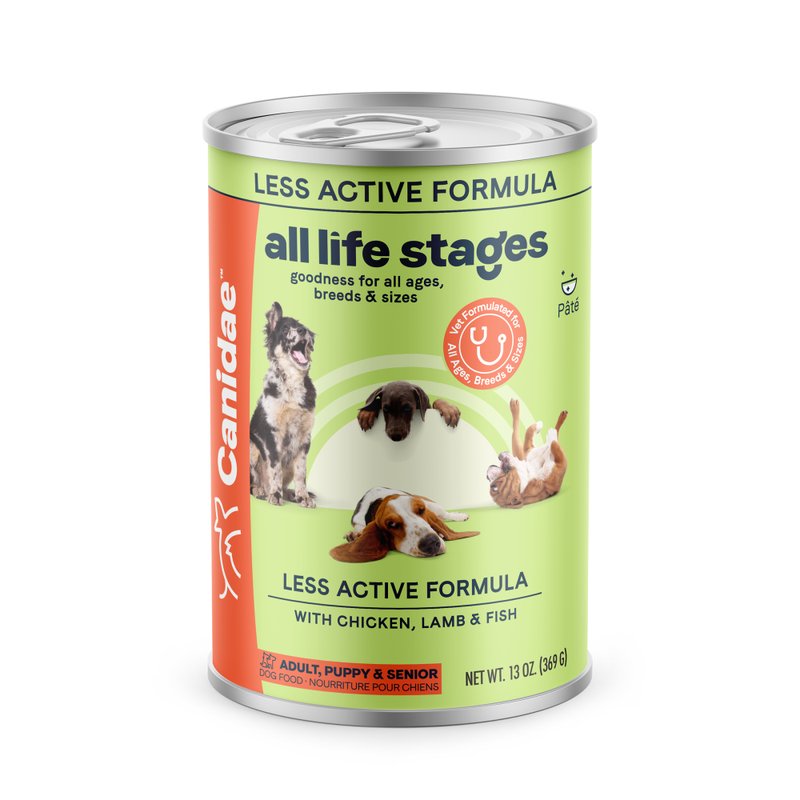 LESS ACTIVE FORMULA
all life stages
goodness for all ages,
breeds & sizes
Pâté
Vet Formulated for
All Ages, Breeds & Sizes
Canidae™
LESS ACTIVE FORMULA
WITH CHICKEN, LAMB & FISH
ADULT, PUPPY & SENIOR
DOG FOOD · NOURRITURE POUR CHIENS
NET WT. 13 OZ. (369 G)